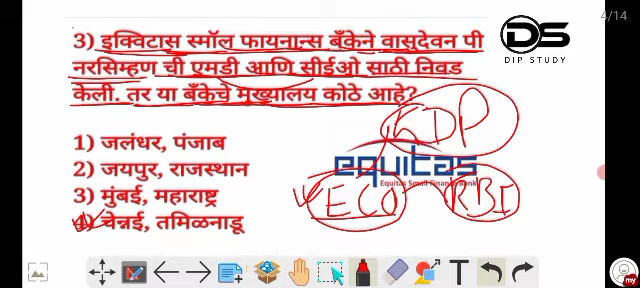 4/14
3) इक्विटास स्मॉल फायनान्स बँकेने वासूदेवन पी
नरसिम्हण ची एमडी आणि सीईओ साठी निवड
केली. तर या बँकेचे मुख्यालय कोठे आहे?
DS
DIP STUDY
KDP
1) जलंधर, पंजाब
2) जयपुर, राजस्थान
equitas
Equitas Small Finance Bank
3) मुंबई, महाराष्ट्र
ECO
RBI
4) चेन्नई, तमिळनाडू
T
my